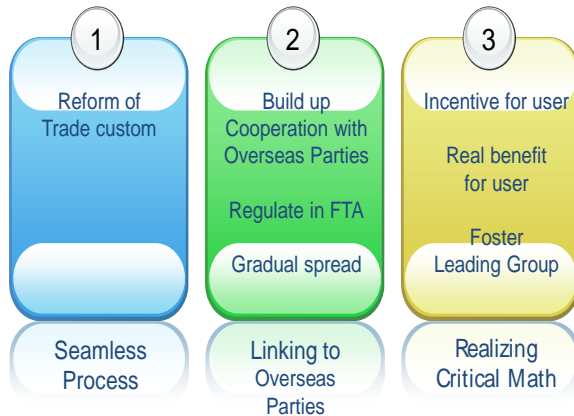 1
Reform of
Trade custom
Seamless
Process
2
Build up
Cooperation with
Overseas Parties
Regulate in FTA
Gradual spread
Linking to
Overseas
Parties
3
Incentive for user
Real benefit
for user
Foster
Leading Group
Realizing
Critical Math